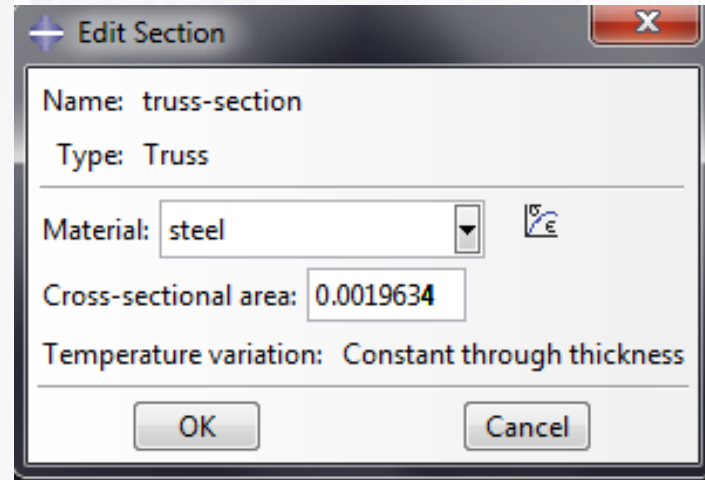 Edit Section
Name: truss-section
Type: Truss
Material: steel
σ ε
Cross-sectional area: 0.0019634
Temperature variation: Constant through thickness
OK Cancel